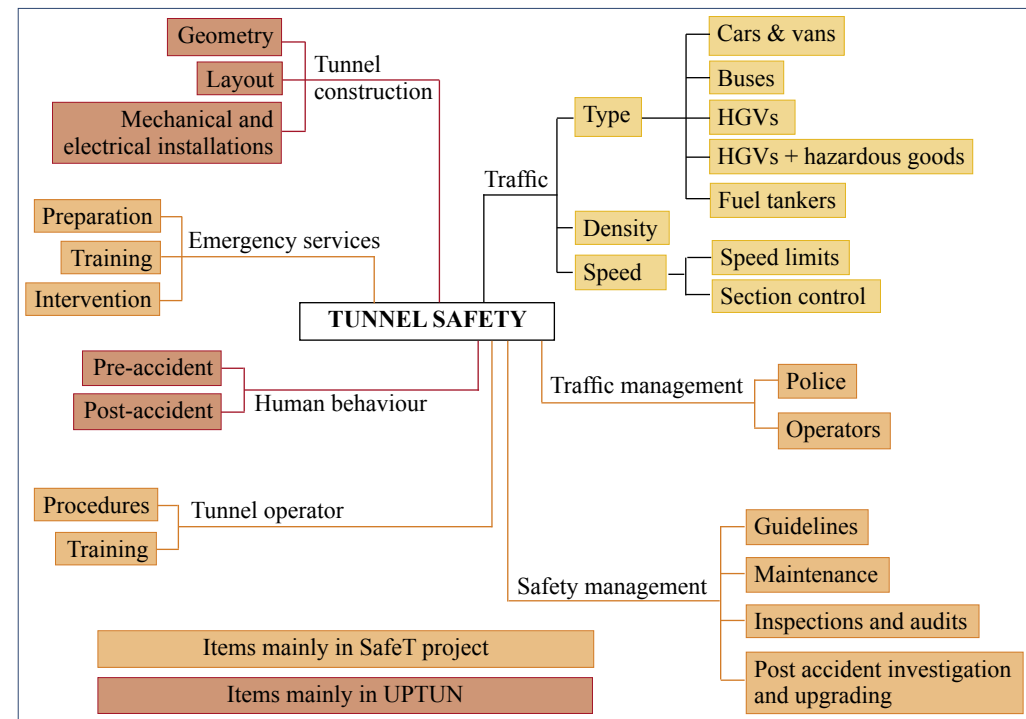 Geometry
Layout
Mechanical and
electrical installations
Tunnel
construction
Preparation
Training
Intervention
Emergency services
Traffic
Type
Cars & vans
Buses
HGVs
HGVs + hazardous goods
Fuel tankers
Density
Speed
Speed limits
Section control
TUNNEL SAFETY
Pre-accident
Post-accident
Human behaviour
Traffic management
Police
Operators
Procedures
Training
Tunnel operator
Safety management
Guidelines
Maintenance
Inspections and audits
Post accident investigation
and upgrading
Items mainly in SafeT project
Items mainly in UPTUN